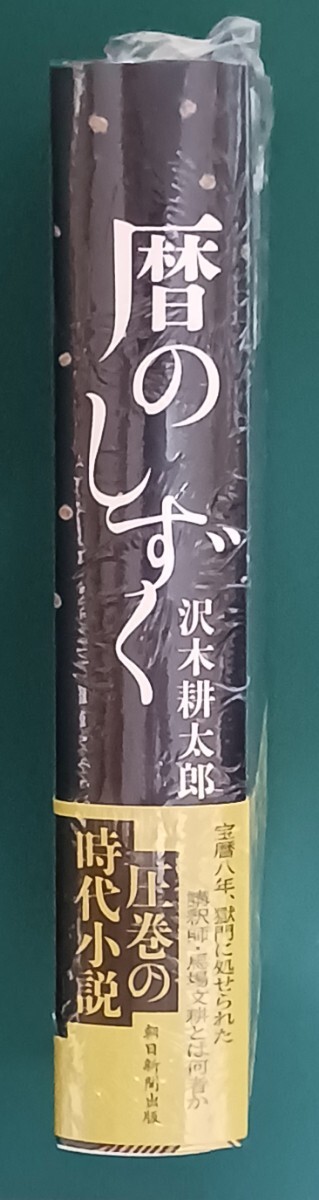 暦のしずく
沢木耕太郎
宝暦八年、獄門に処せられた
講釈師・馬場文耕とは何者か
圧巻の
時代小説
朝日新聞出版